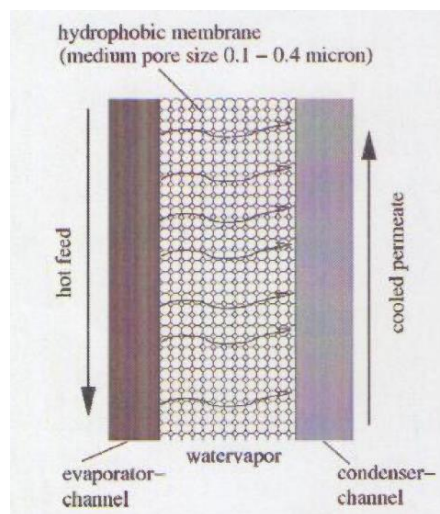 hydrophobic membrane
(medium pore size 0.1 – 0.4 micron)
hot feed
cooled permeate
watervapor
evaporator–
channel
condenser–
channel